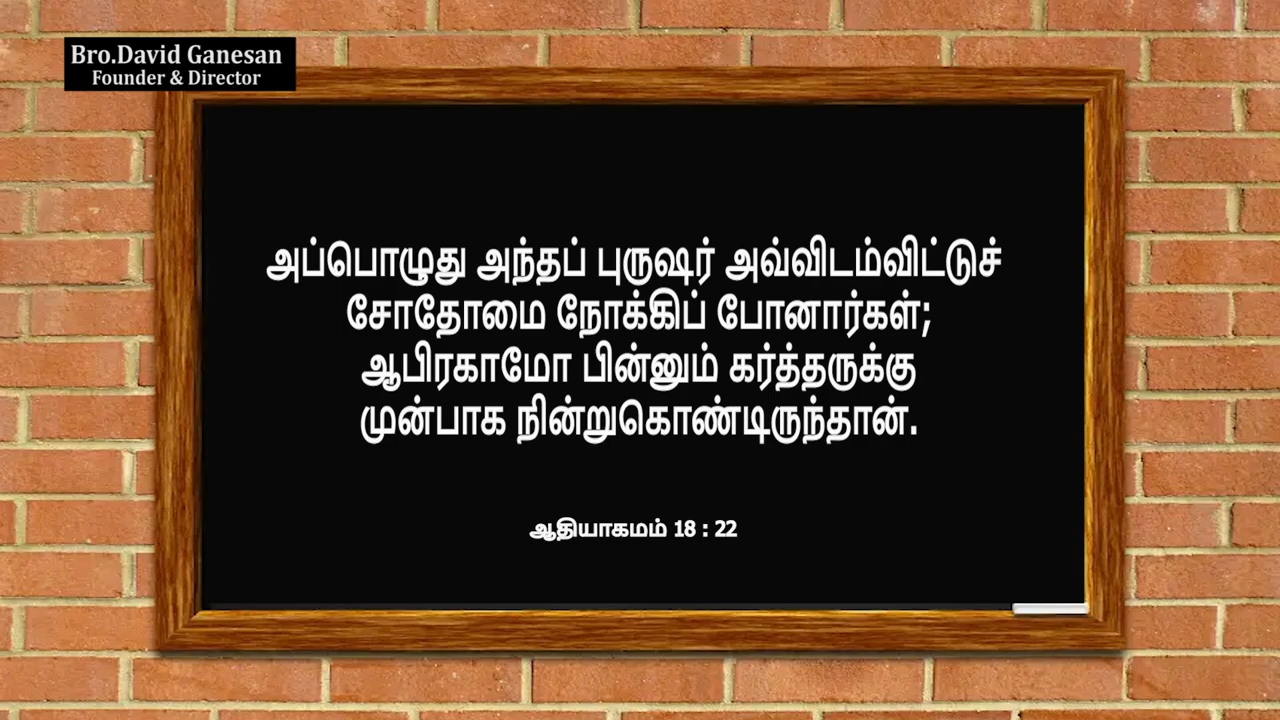 Bro.David Ganesan
Founder & Director
அப்பொழுது அந்தப் புருஷர் அவ்விடம்விட்டுச்
சோதோமை நோக்கிப் போனார்கள்;
ஆபிரகாமோ பின்னும் கர்த்தருக்கு
முன்பாக நின்றுகொண்டிருந்தான்.
ஆதியாகமம் 18 : 22